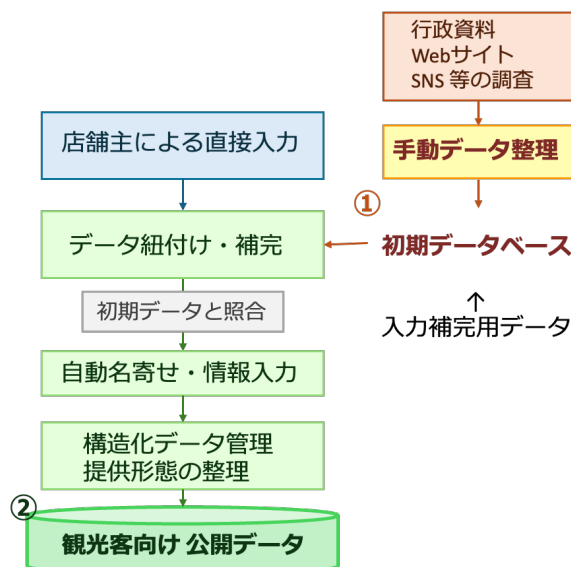 行政資料
Webサイト
SNS 等の調査
店舗主による直接入力
手動データ整理
①
データ紐付け・補完
初期データベース
初期データと照合
↑
入力補完用データ
自動名寄せ・情報入力
構造化データ管理
提供形態の整理
②
観光客向け 公開データ